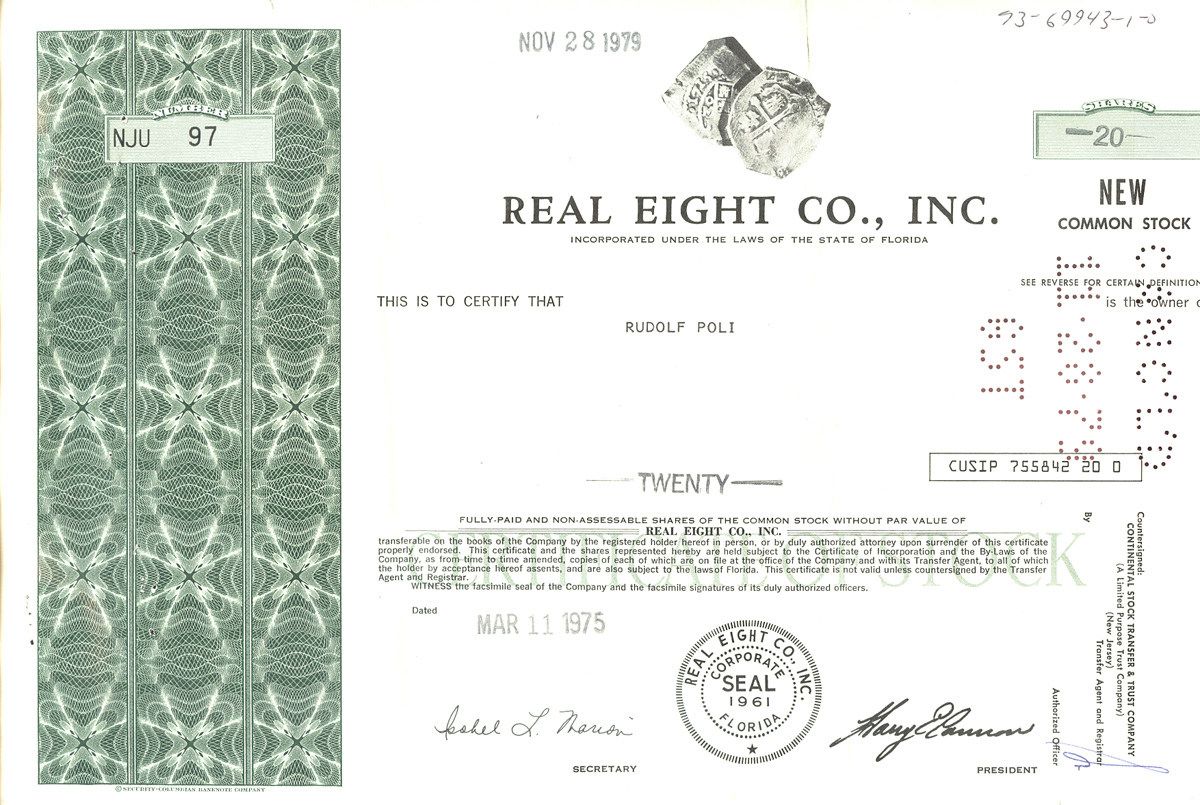 93-69943-1-0
NOV 28 1979
NUMBER
NJU 97
SHARES
20
REAL EIGHT CO., INC.
INCORPORATED UNDER THE LAWS OF THE STATE OF FLORIDA
NEW
COMMON STOCK
SEE REVERSE FOR CERTAIN DEFINITION
THIS IS TO CERTIFY THAT
is the owner o
RUDOLF POLI
CUSIP 755842 20 0
TWENTY
FULLY-PAID AND NON-ASSESSABLE SHARES OF THE COMMON STOCK WITHOUT PAR VALUE OF
REAL EIGHT CO., INC.
CERTIFICATE OF STOCK
transferable on the books of the Company by the registered holder hereof in person, or by duly authorized attorney upon surrender of this certificate
properly endorsed. This certificate and the shares represented hereby are held subject to the Certificate of Incorporation and the By-Laws of the
Company, as from time to time amended, copies of each of which are on file at the office of the Company and with its Transfer Agent, to all of which
the holder by acceptance hereof assents, and are also subject to the laws of Florida. This certificate is not valid unless countersigned by the Transfer
Agent and Registrar.
WITNESS the facsimile seal of the Company and the facsimile signatures of its duly authorized officers.
Dated
MAR 11 1975
REAL EIGHT CO., INC.
CORPORATE
SEAL
1961
FLORIDA
Isabel L. Marion
SECRETARY
Harry E Cannon
PRESIDENT
Countersigned:
CONTINENTAL STOCK TRANSFER & TRUST COMPANY
(A Limited Purpose Trust Company)
(New Jersey)
Transfer Agent and Registrar
By
Authorized Officer
© SECURITY-COLUMBIAN BANKNOTE COMPANY